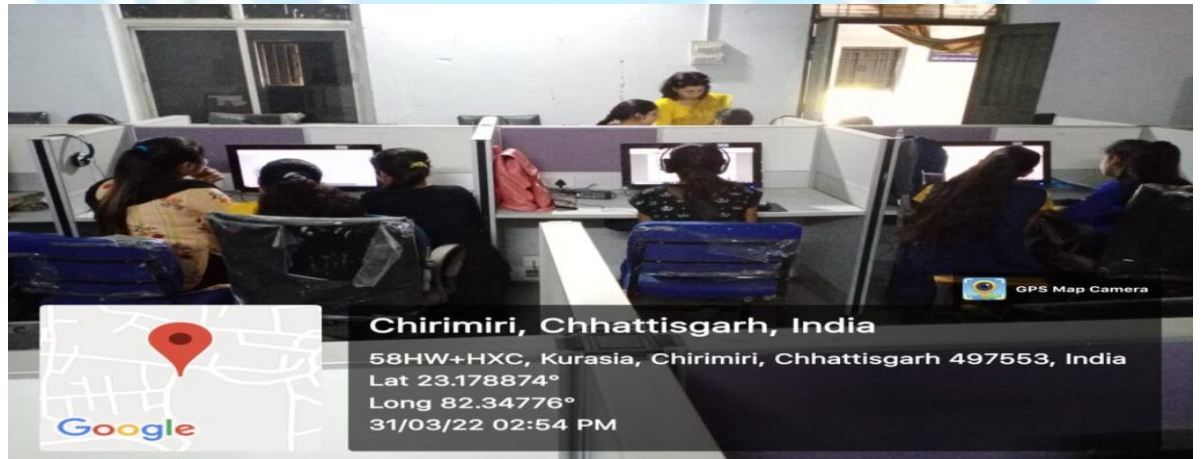 GPS Map Camera
Chirimiri, Chhattisgarh, India
58HW+HXC, Kurasia, Chirimiri, Chhattisgarh 497553, India
Lat 23.178874°
Long 82.34776°
31/03/22 02:54 PM
Google